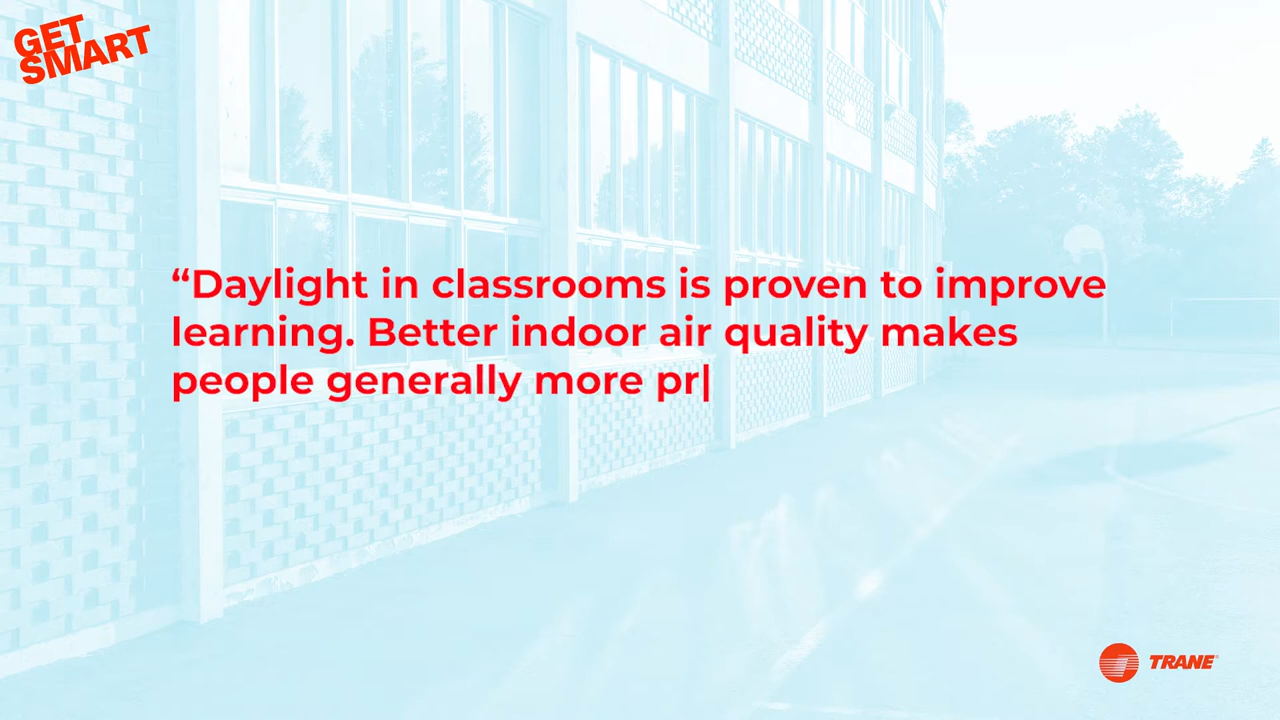 GET
SMART
“Daylight in classrooms is proven to improve
learning. Better indoor air quality makes
people generally more pr|
TRANE